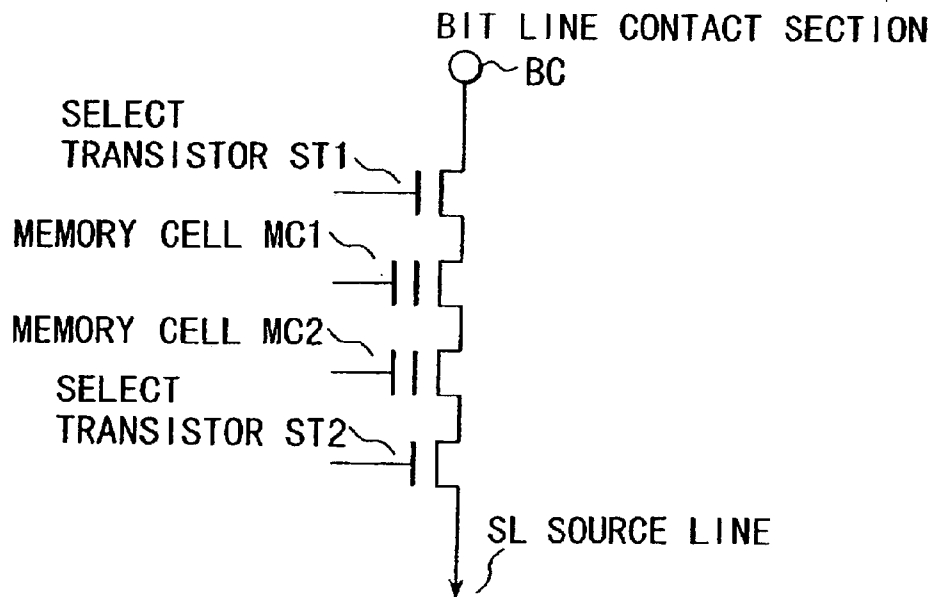 BIT LINE CONTACT SECTION
BC
SELECT
TRANSISTOR ST1
MEMORY CELL MC1
MEMORY CELL MC2
SELECT
TRANSISTOR ST2
SL SOURCE LINE